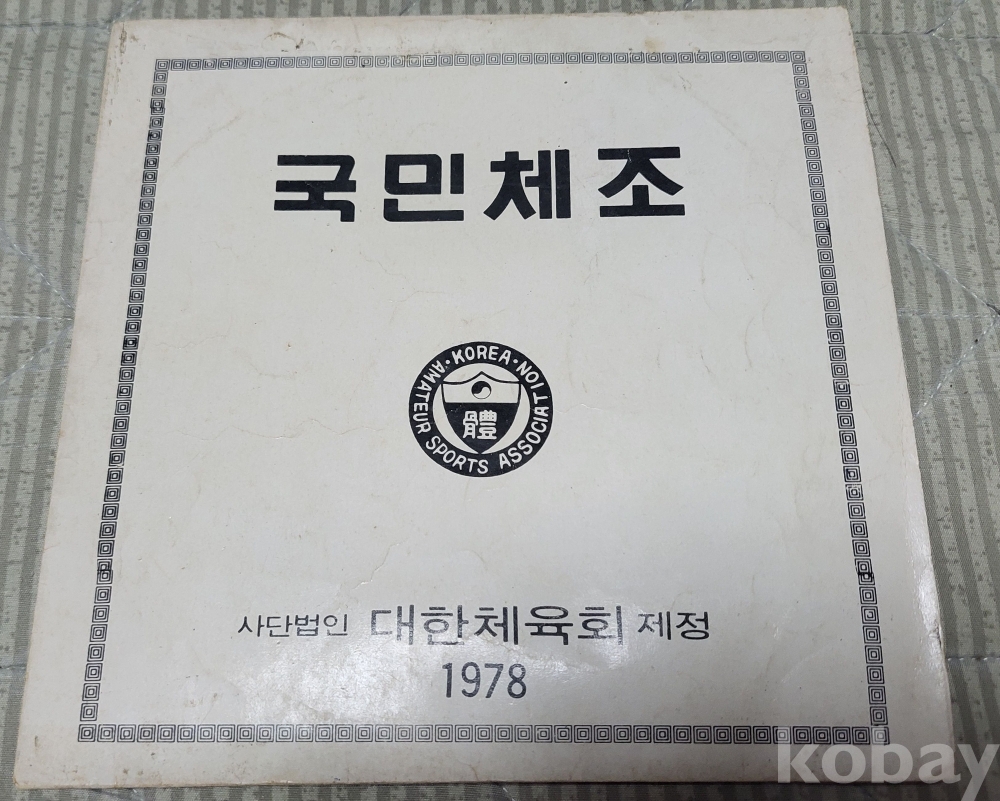 국민체조
KOREA · AMATEUR SPORTS ASSOCIATION ·
體
사단법인 대한체육회 제정
1978
kobay